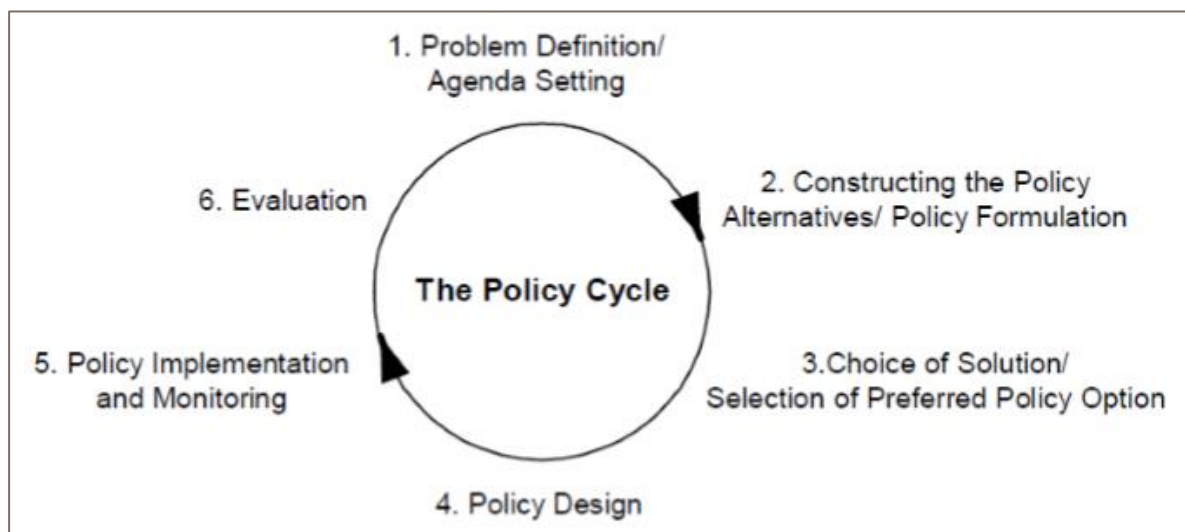 1. Problem Definition/
Agenda Setting
2. Constructing the Policy
Alternatives/ Policy Formulation
3.Choice of Solution/
Selection of Preferred Policy Option
4. Policy Design
5. Policy Implementation
and Monitoring
6. Evaluation
The Policy Cycle